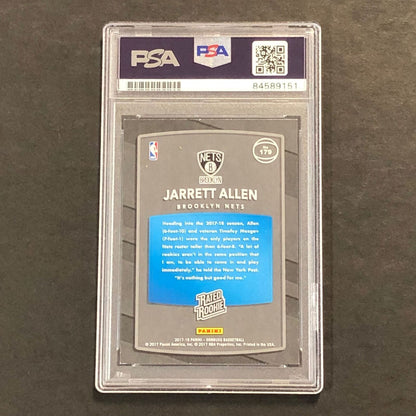 PSA
PSA
84589151
NBA
NETS
B
BROOKLYN
No.
179
JARRETT ALLEN
BROOKLYN NETS
Heading into the 2017-18 season, Allen
(6-foot-10) and veteran Timofey Mozgov
(7-foot-1) were the only players on the
Nets roster taller than 6-foot-8. "A lot
of rookies aren't in the same position that
I am, to be able to come in and play
immediately," he told the New York Post.
"It's nothing but good for me."
RATED
ROOKIE
PANINI
2017-18 PANINI - DONRUSS BASKETBALL
© 2017 Panini America, Inc. © 2017 NBA Properties, Inc. Printed in the USA.